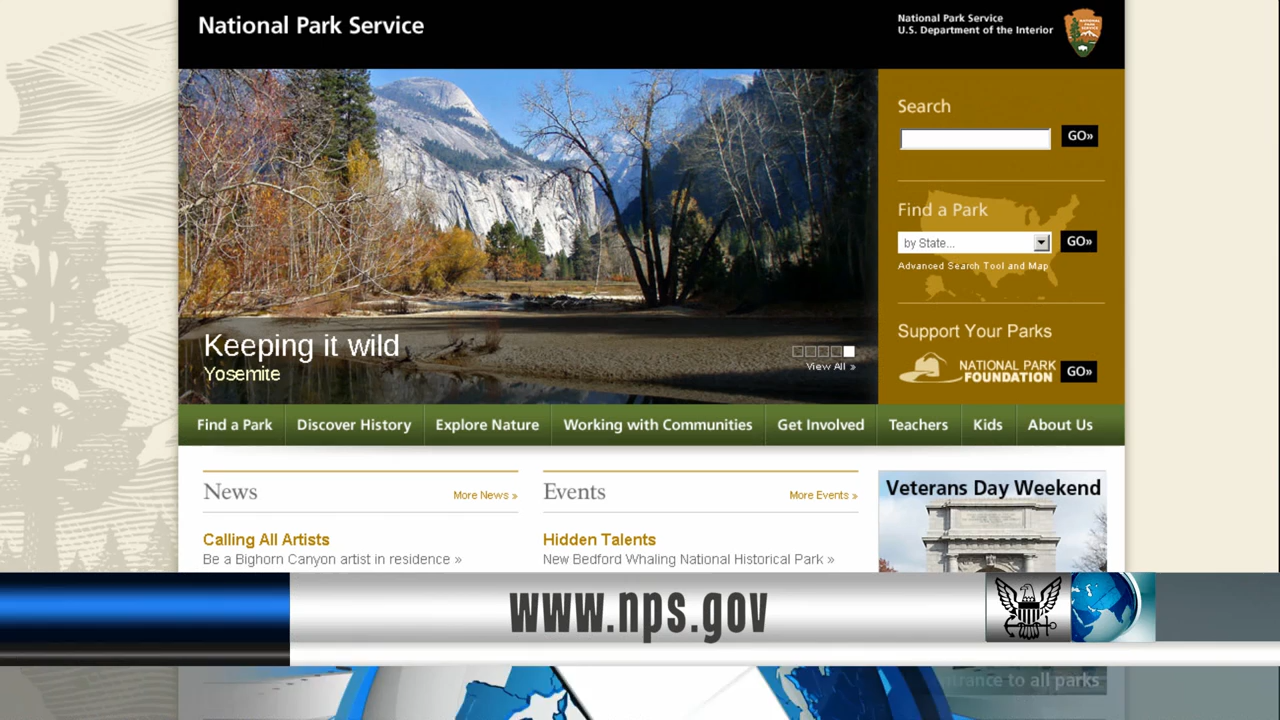 National Park Service
National Park Service
U.S. Department of the Interior
Search
GO»
Find a Park
by State...
GO»
Advanced Search Tool and Map
Support Your Parks
NATIONAL PARK
FOUNDATION
GO»
Keeping it wild
Yosemite
View All »
Find a Park
Discover History
Explore Nature
Working with Communities
Get Involved
Teachers
Kids
About Us
News
More News »
Events
More Events »
Veterans Day Weekend
Calling All Artists
Be a Bighorn Canyon artist in residence »
Hidden Talents
New Bedford Whaling National Historical Park »
www.nps.gov
to all parks